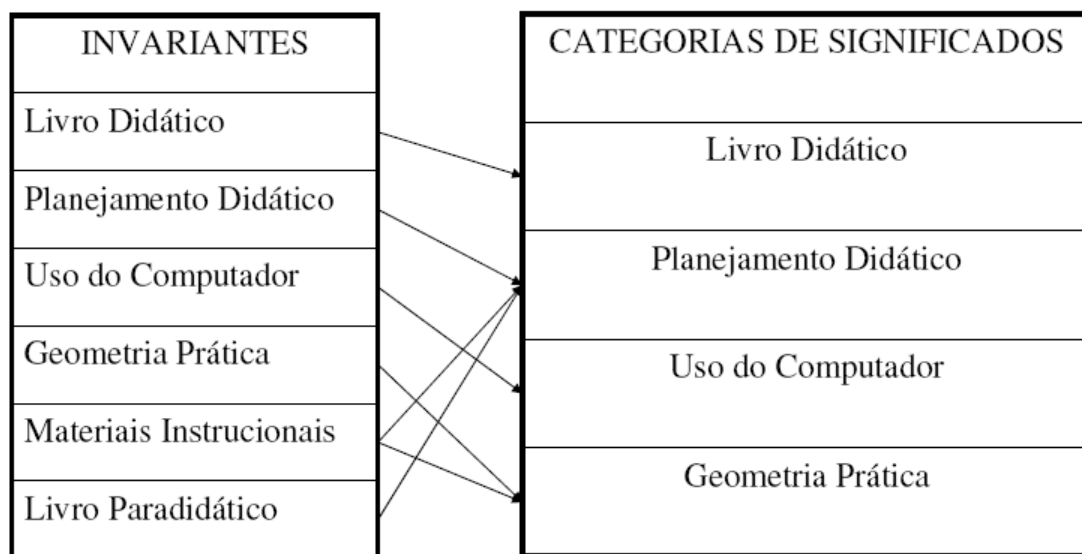 INVARIANTES
Livro Didático
Planejamento Didático
Uso do Computador
Geometria Prática
Materiais Instrucionais
Livro Paradidático
CATEGORIAS DE SIGNIFICADOS
Livro Didático
Planejamento Didático
Uso do Computador
Geometria Prática